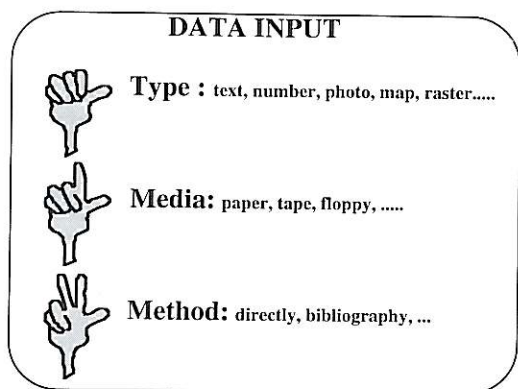 DATA INPUT
Type : text, number, photo, map, raster.....
Media: paper, tape, floppy, .....
Method: directly, bibliography, ...